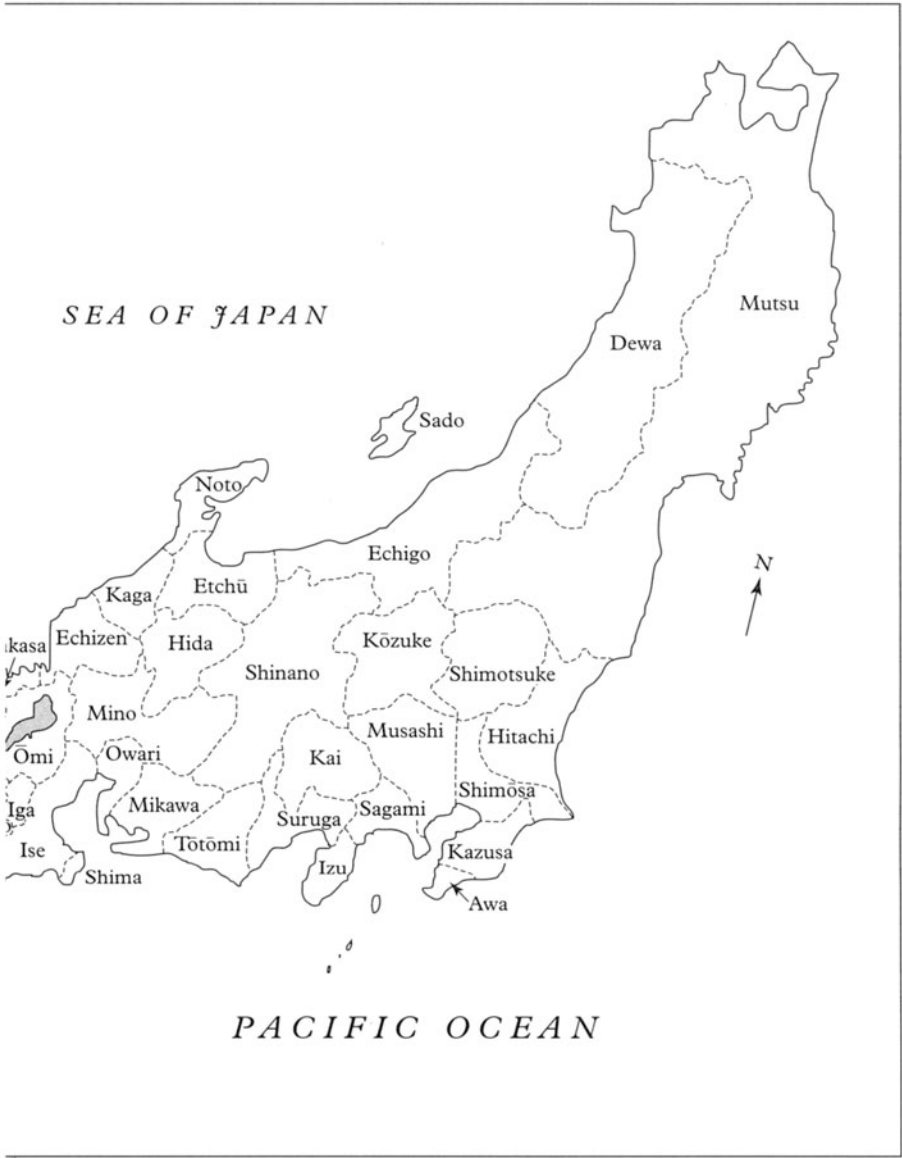 Mutsu
SEA OF JAPAN
Dewa
Sado
Noto
N
Echigo
Etchū
Kaga
kasa
Echizen
Hida
Kōzuke
Shinano
Shimotsuke
Mino
Musashi
Hitachi
Ōmi
Owari
Kai
Shimōsa
Iga
Mikawa
Suruga
Sagami
Tōtōmi
Ise
Kazusa
Izu
Shima
Awa
PACIFIC OCEAN